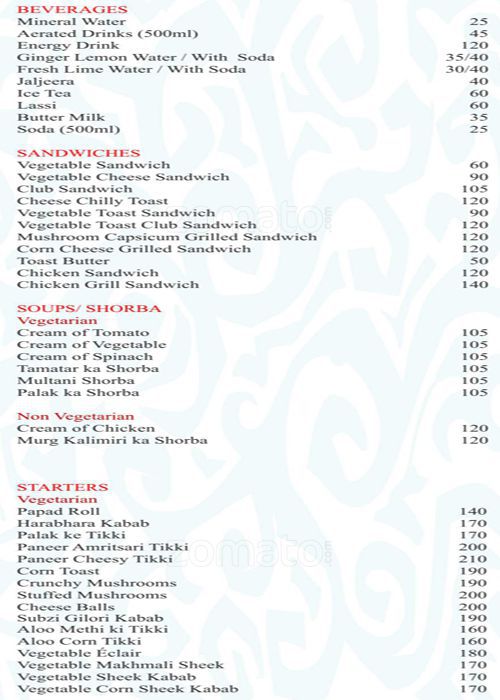 BEVERAGES
Mineral Water 25
Aerated Drinks (500ml) 45
Energy Drink 120
Ginger Lemon Water / With Soda 35/40
Fresh Lime Water / With Soda 30/40
Jaljeera 40
Ice Tea 60
Lassi 60
Butter Milk 35
Soda (500ml) 25
SANDWICHES
Vegetable Sandwich 60
Vegetable Cheese Sandwich 90
Club Sandwich 105
Cheese Chilly Toast 120
Vegetable Toast Sandwich 90
Vegetable Toast Club Sandwich 120
Mushroom Capsicum Grilled Sandwich 120
Corn Cheese Grilled Sandwich 120
Toast Butter 50
Chicken Sandwich 120
Chicken Grill Sandwich 140
SOUPS/ SHORBA
Vegetarian
Cream of Tomato 105
Cream of Vegetable 105
Cream of Spinach 105
Tamatar ka Shorba 105
Multani Shorba 105
Palak ka Shorba 105
Non Vegetarian
Cream of Chicken 120
Murg Kalimiri ka Shorba 120
STARTERS
Vegetarian
Papad Roll 140
Harabhara Kabab 170
Palak ke Tikki 170
Paneer Amritsari Tikki 200
Paneer Cheesy Tikki 210
Corn Toast 190
Crunchy Mushrooms 190
Stuffed Mushrooms 200
Cheese Balls 200
Subzi Gilori Kabab 190
Aloo Methi ki Tikki 160
Aloo Corn Tikki 160
Vegetable Éclair 180
Vegetable Makhmali Sheek 170
Vegetable Sheek Kabab 170
Vegetable Corn Sheek Kabab 170